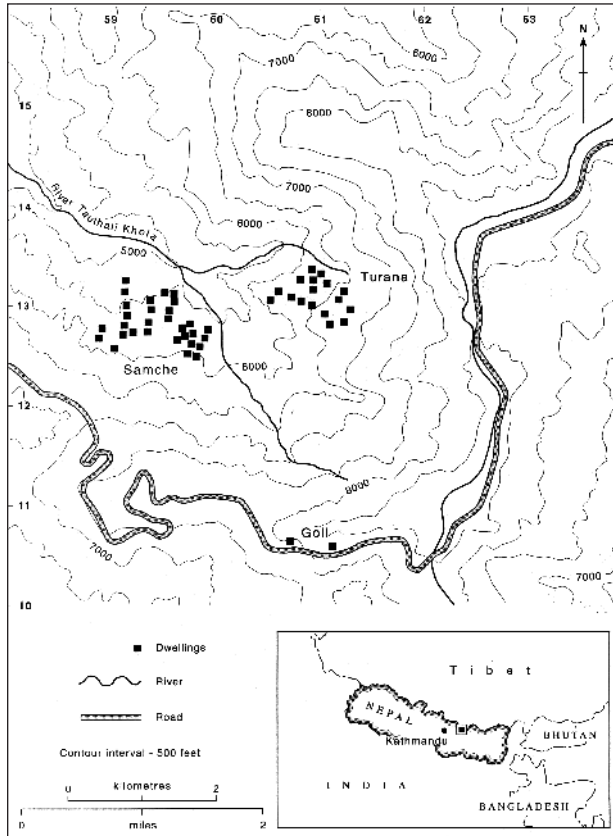 59 60 61 62 63
N
6000
7000
15
7000
14
River Tauthali Khola
6000
5000
Turana
13
6000
Samche
12
8000
11
Goll
7000
7000
10
Dwellings
River
Road
Contour interval - 500 feet
0 kilometres 2
0 miles 2
Tibet
NEPAL
Kathmandu
BHUTAN
INDIA
BANGLADESH